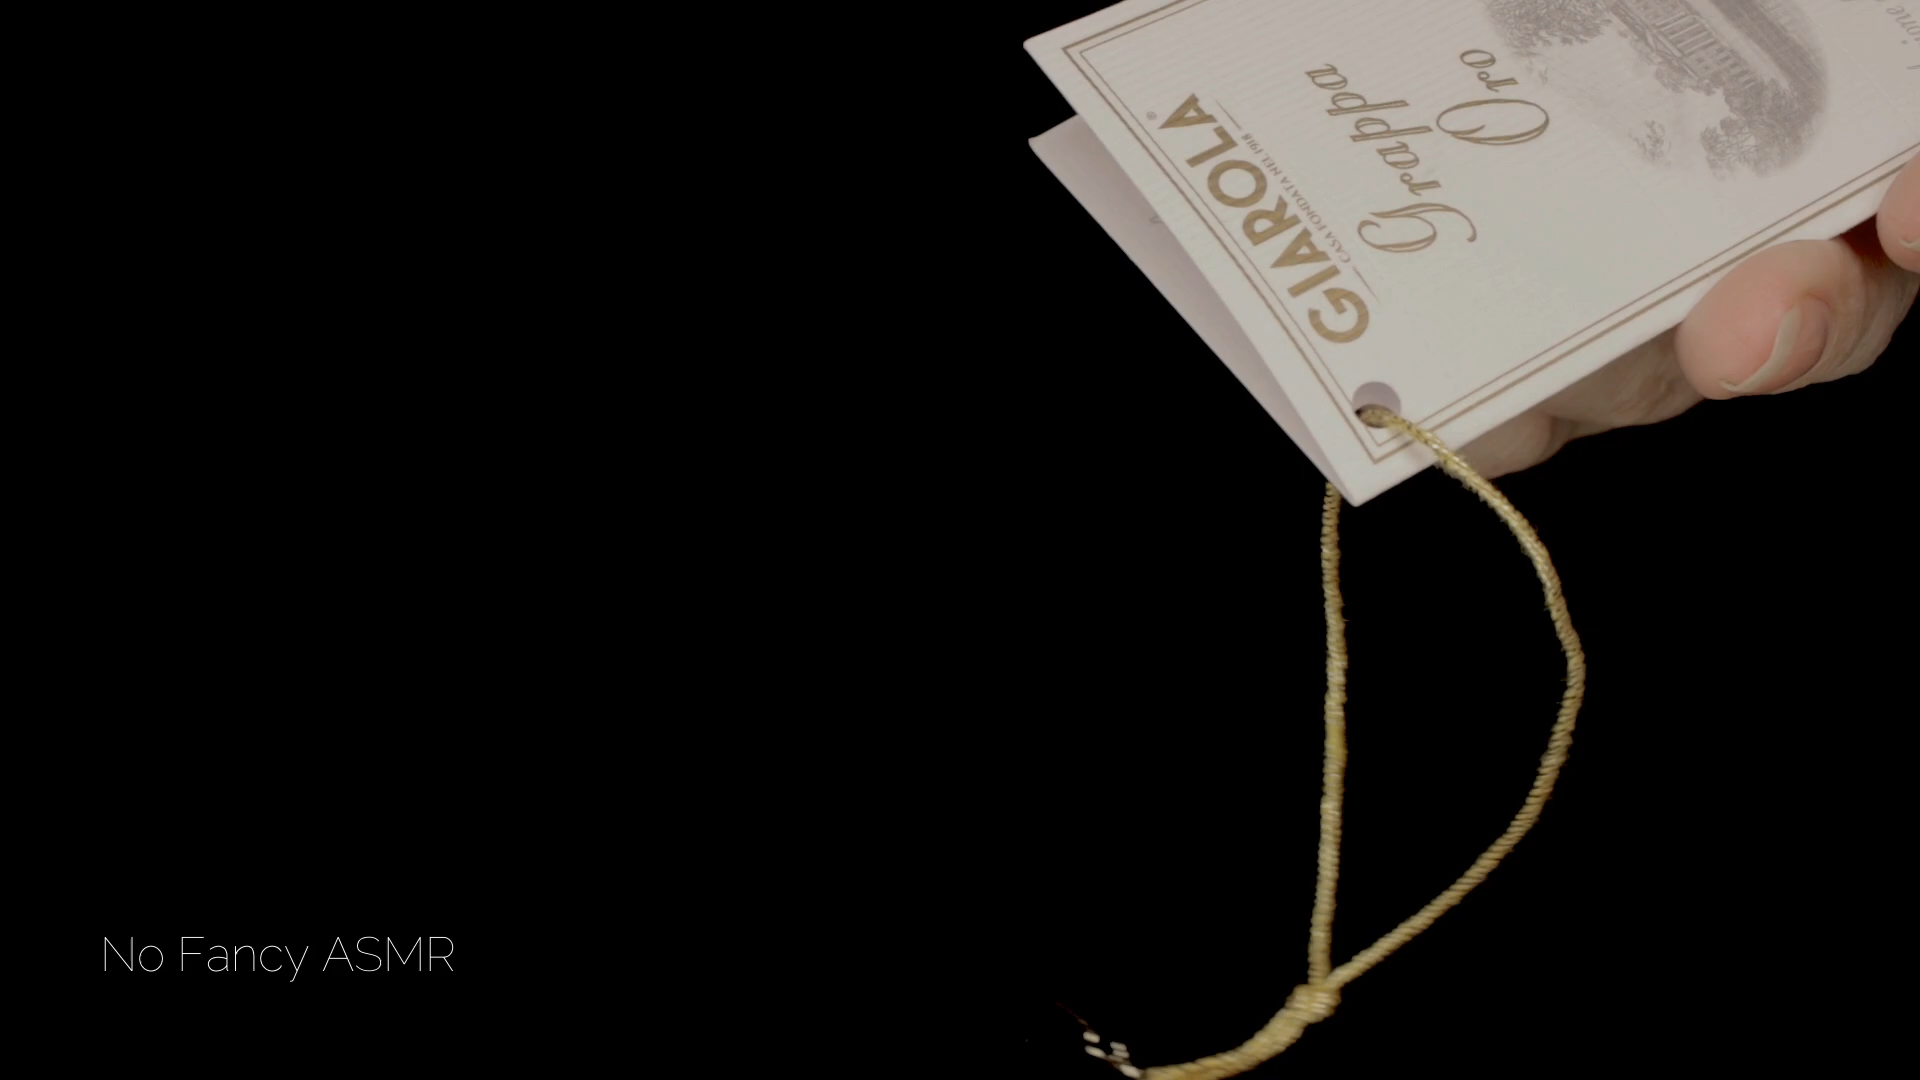 GIAROLA®
CASA FONDATA NEL 1918
Grappa
Oro
No Fancy ASMR